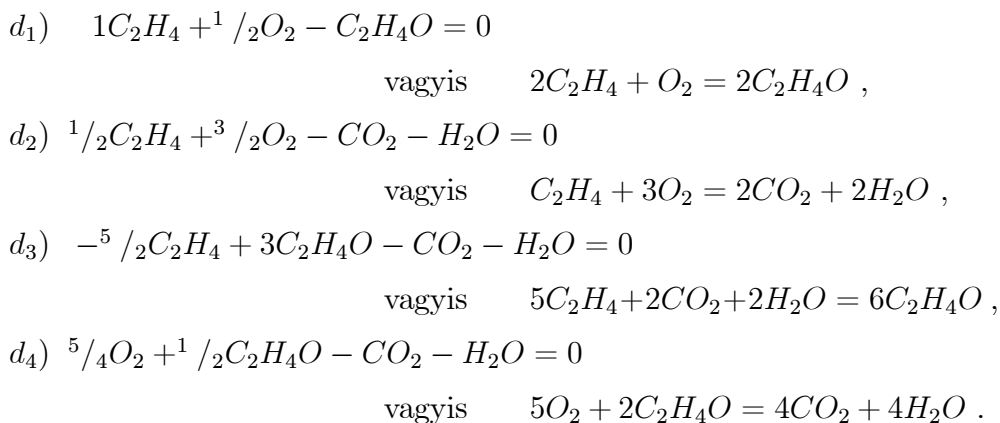 d₁) 1C₂H₄ +¹ /₂O₂ − C₂H₄O = 0
vagyis 2C₂H₄ + O₂ = 2C₂H₄O ,
d₂) ¹/₂C₂H₄ +³ /₂O₂ − CO₂ − H₂O = 0
vagyis C₂H₄ + 3O₂ = 2CO₂ + 2H₂O ,
d₃) −⁵ /₂C₂H₄ + 3C₂H₄O − CO₂ − H₂O = 0
vagyis 5C₂H₄+2CO₂+2H₂O = 6C₂H₄O ,
d₄) ⁵/₄O₂ +¹ /₂C₂H₄O − CO₂ − H₂O = 0
vagyis 5O₂ + 2C₂H₄O = 4CO₂ + 4H₂O .